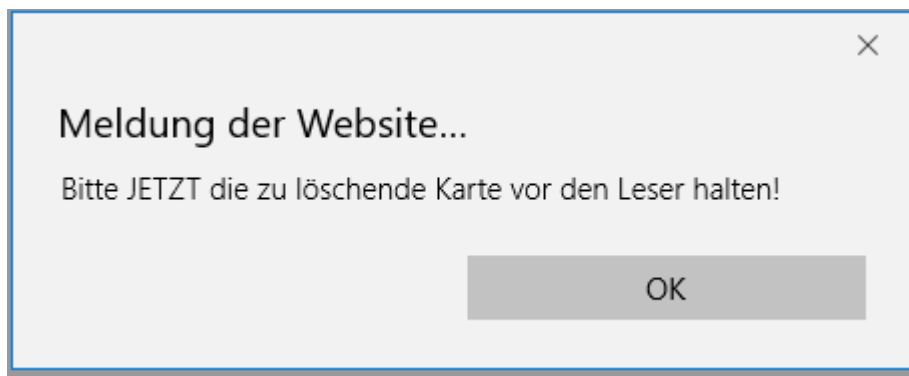 Meldung der Website...
Bitte JETZT die zu löschende Karte vor den Leser halten!
OK